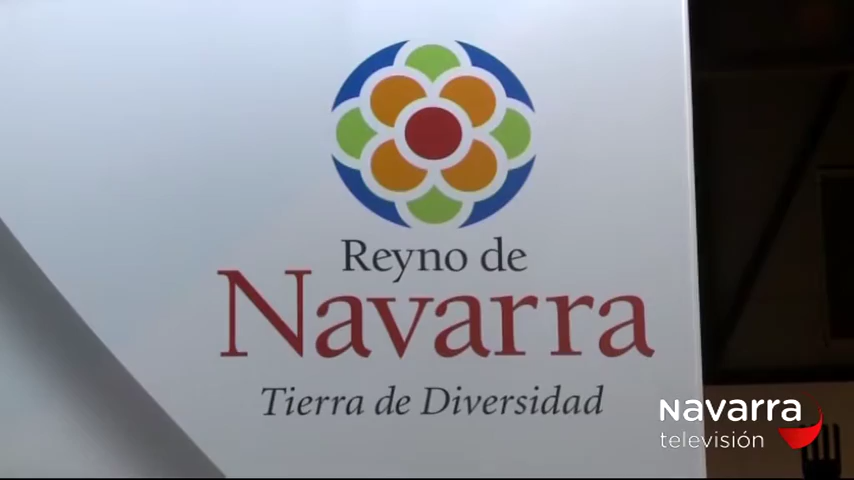 Reyno de
Navarra
Tierra de Diversidad
Navarra
televisión